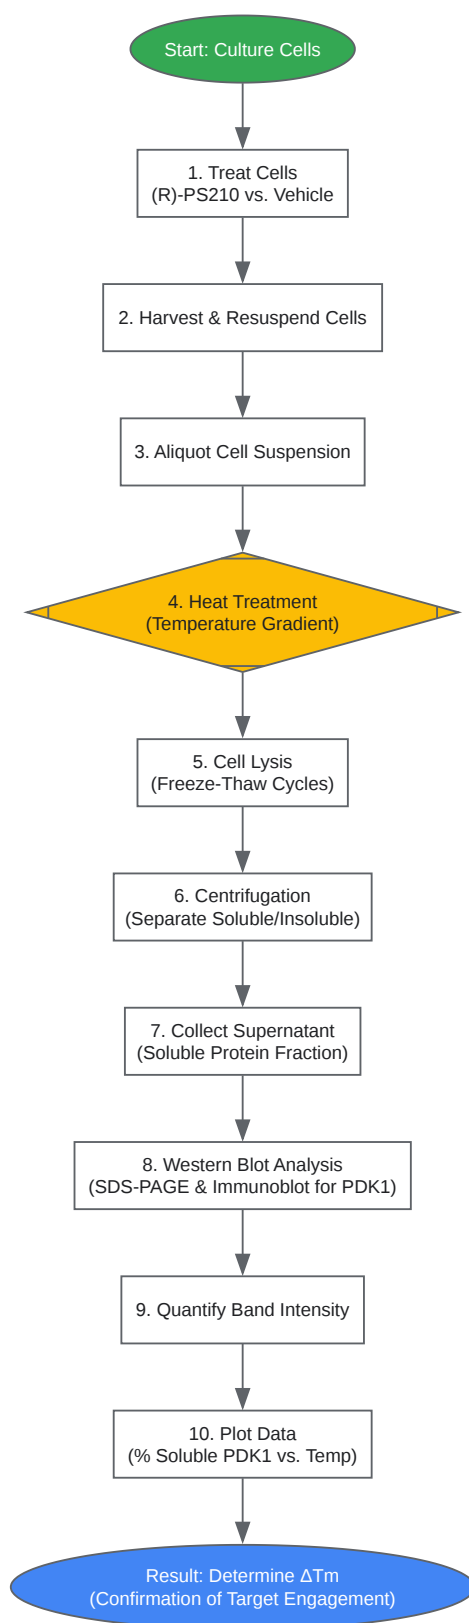 Start: Culture Cells
1. Treat Cells
(R)-PS210 vs. Vehicle
2. Harvest & Resuspend Cells
3. Aliquot Cell Suspension
4. Heat Treatment
(Temperature Gradient)
5. Cell Lysis
(Freeze-Thaw Cycles)
6. Centrifugation
(Separate Soluble/Insoluble)
7. Collect Supernatant
(Soluble Protein Fraction)
8. Western Blot Analysis
(SDS-PAGE & Immunoblot for PDK1)
9. Quantify Band Intensity
10. Plot Data
(% Soluble PDK1 vs. Temp)
Result: Determine ΔTm
(Confirmation of Target Engagement)